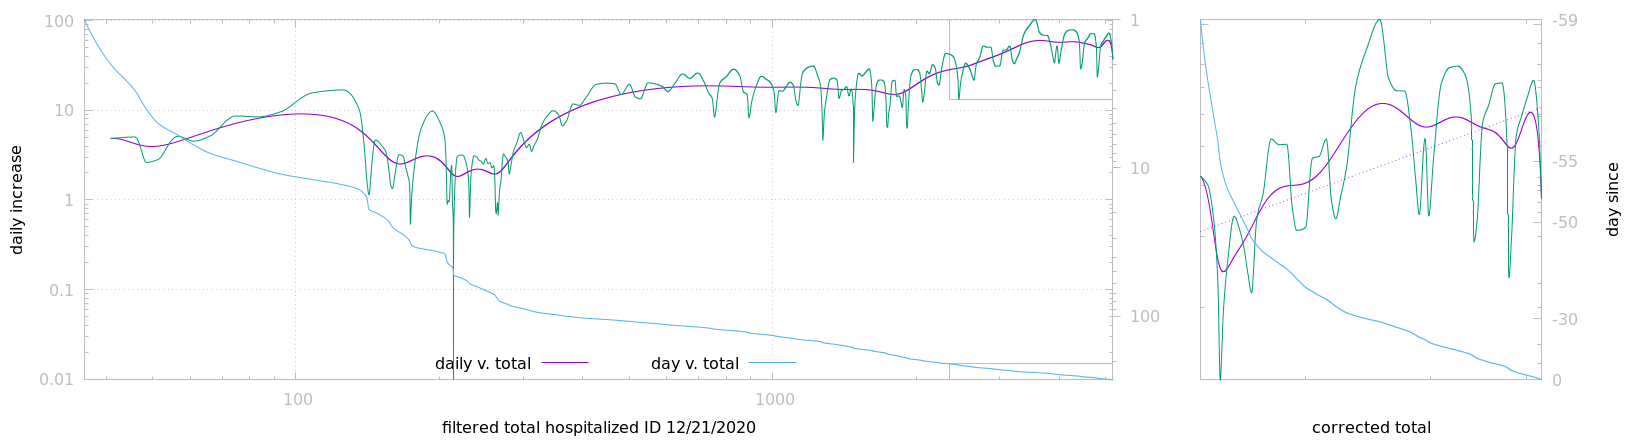 100
10
1
0.1
0.01
daily increase
1
10
100
daily v. total
day v. total
100
1000
filtered total hospitalized ID 12/21/2020
-59
-55
-50
-30
0
day since
corrected total